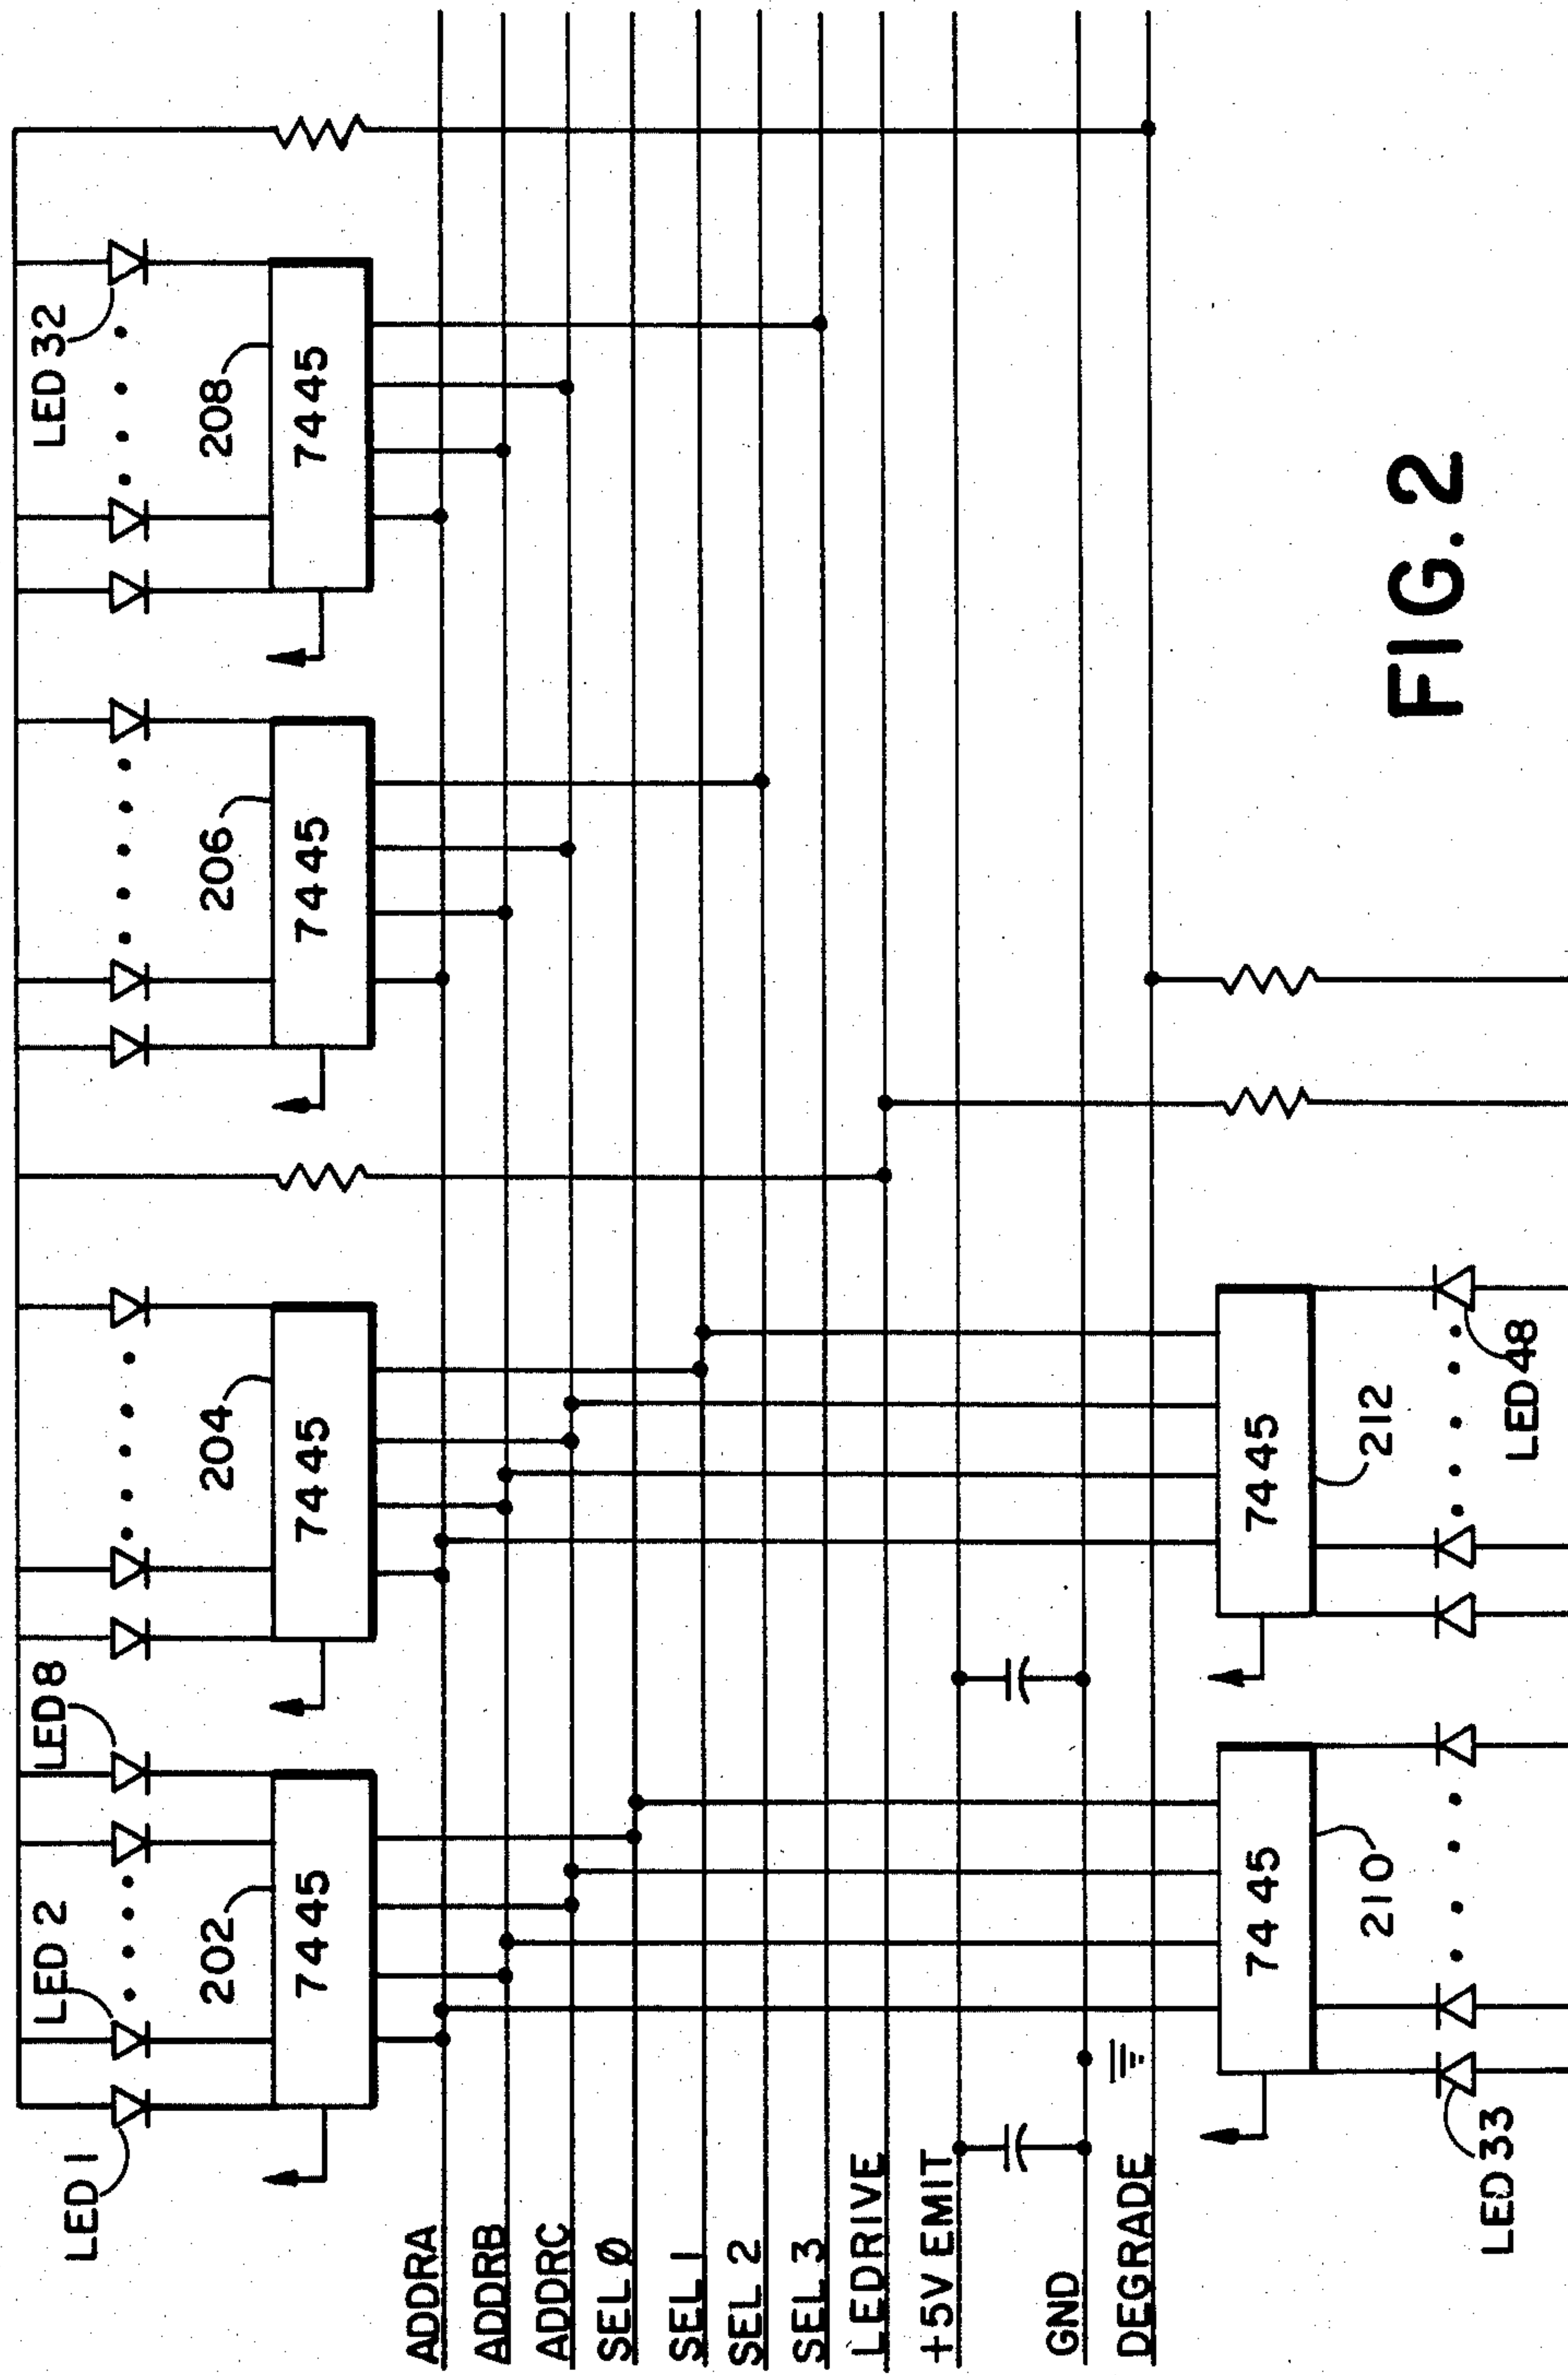 LED 1
LED 2
LED 8
LED 32
202
204
206
208
7445
7445
7445
7445
ADDRA
ADDRB
ADDRC
SEL Ø
SEL 1
SEL 2
SEL 3
LEDRIVE
+5V EMIT
GND
DEGRADE
7445
7445
210
212
LED 33
LED 48
FIG. 2